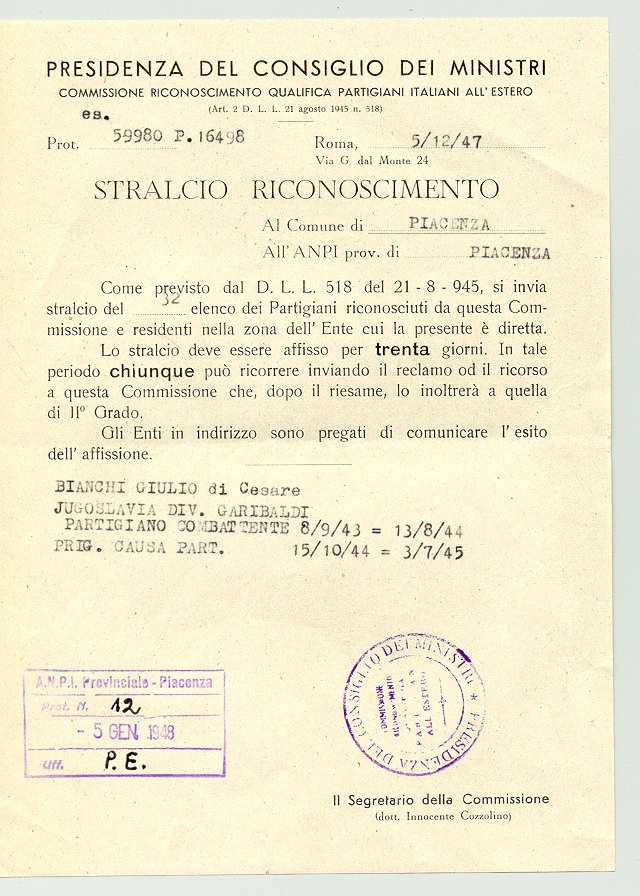 PRESIDENZA DEL CONSIGLIO DEI MINISTRI
COMMISSIONE RICONOSCIMENTO QUALIFICA PARTIGIANI ITALIANI ALL'ESTERO
(Art. 2 D. L. L. 21 agosto 1945 n. 518)
es.
Prot. 59980 P.16498 Roma, 5/12/47
Via G. dal Monte 24
STRALCIO RICONOSCIMENTO
Al Comune di PIACENZA
All'ANPI prov. di PIACENZA
Come previsto dal D. L. L. 518 del 21 - 8 - 945, si invia
stralcio del 32 elenco dei Partigiani riconosciuti da questa Com-
missione e residenti nella zona dell' Ente cui la presente è diretta.
Lo stralcio deve essere affisso per trenta giorni. In tale
periodo chiunque può ricorrere inviando il reclamo od il ricorso
a questa Commissione che, dopo il riesame, lo inoltrerà a quella
di IIº Grado.
Gli Enti in indirizzo sono pregati di comunicare l' esito
dell' affissione.
BIANCHI GIULIO di Cesare
JUGOSLAVIA DIV. GARIBALDI
PARTIGIANO COMBATTENTE 8/9/43 = 13/8/44
PRIG. CAUSA PART. 15/10/44 = 3/7/45
A.N.P.I. Provinciale - Piacenza
Prot. N. 12
- 5 GEN. 1948
Uff. P.E.
PRESIDENZA DEL CONSIGLIO DEI MINISTRI
COMMISSIONE
RICONOSCIMENTO
ALL ESTERO
Il Segretario della Commissione
(dott. Innocente Cozzolino)